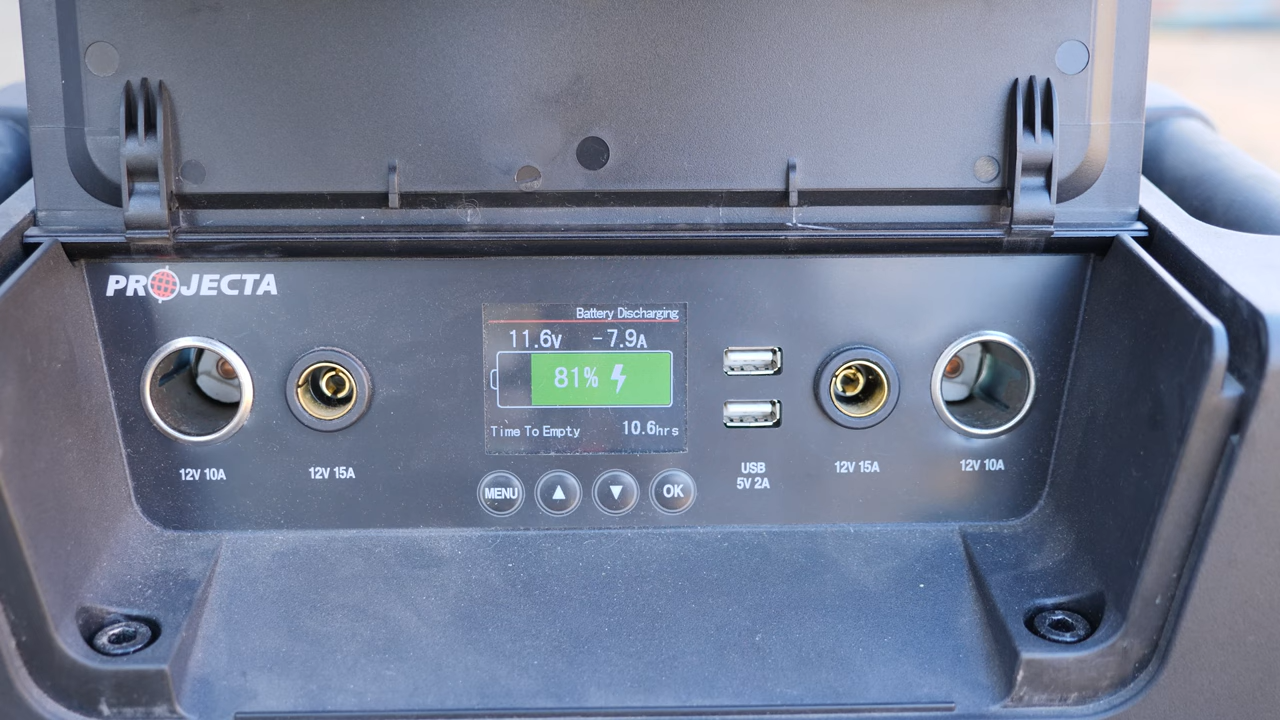 PROJECTA
Battery Discharging
11.6V -7.9A
81%
Time To Empty 10.6hrs
12V 10A
12V 15A
MENU ▲ ▼ OK
USB
5V 2A
12V 15A
12V 10A